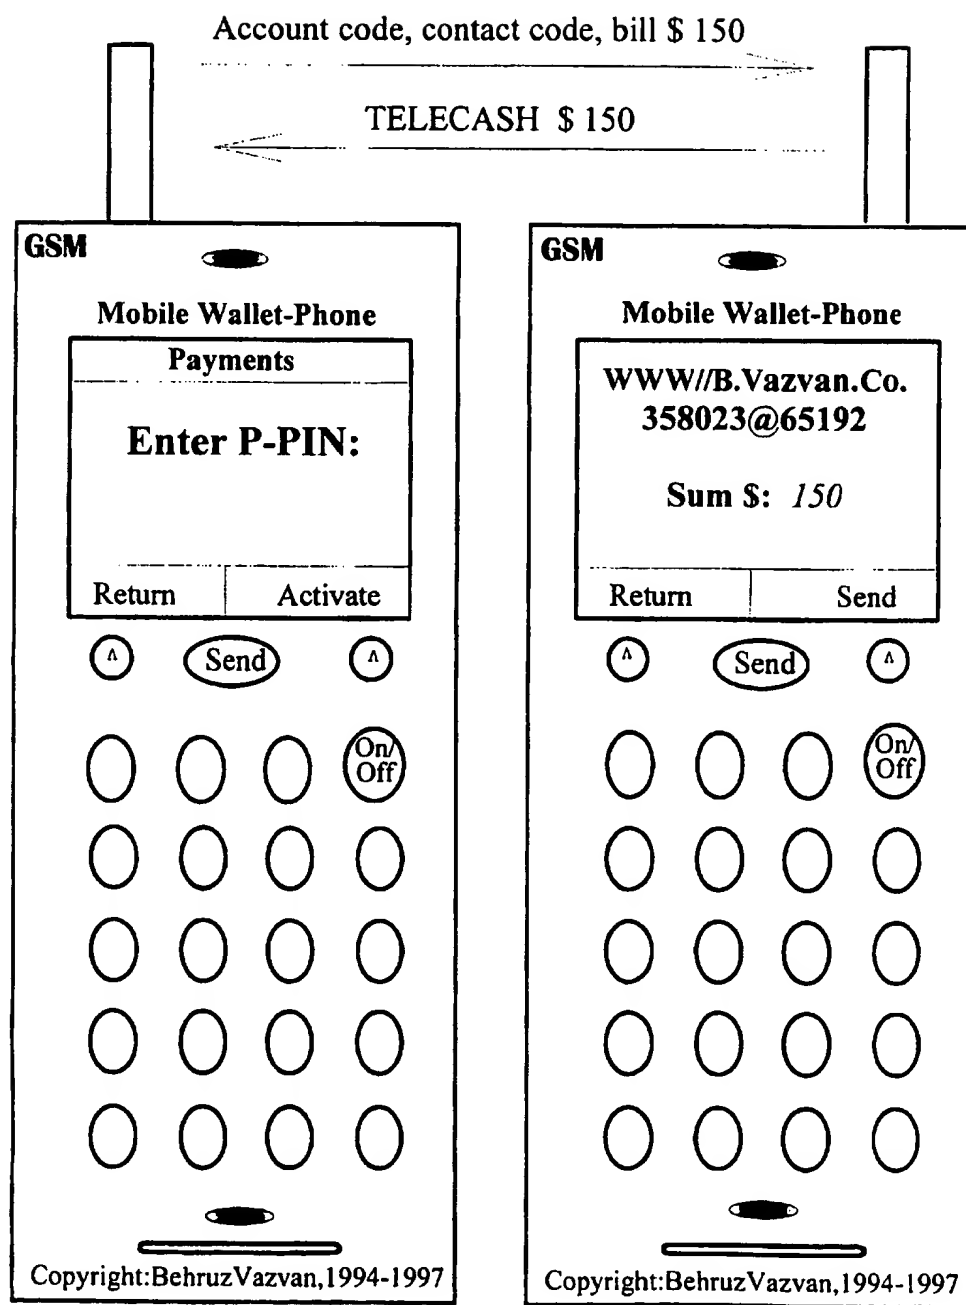 Account code, contact code, bill $ 150
TELECASH $ 150
GSM
Mobile Wallet-Phone
Payments
Enter P-PIN:
Return Activate
^ Send ^
On/
Off
Copyright:BehruzVazvan,1994-1997
GSM
Mobile Wallet-Phone
WWW//B.Vazvan.Co.
358023@65192
Sum $: 150
Return Send
^ Send ^
On/
Off
Copyright:BehruzVazvan,1994-1997